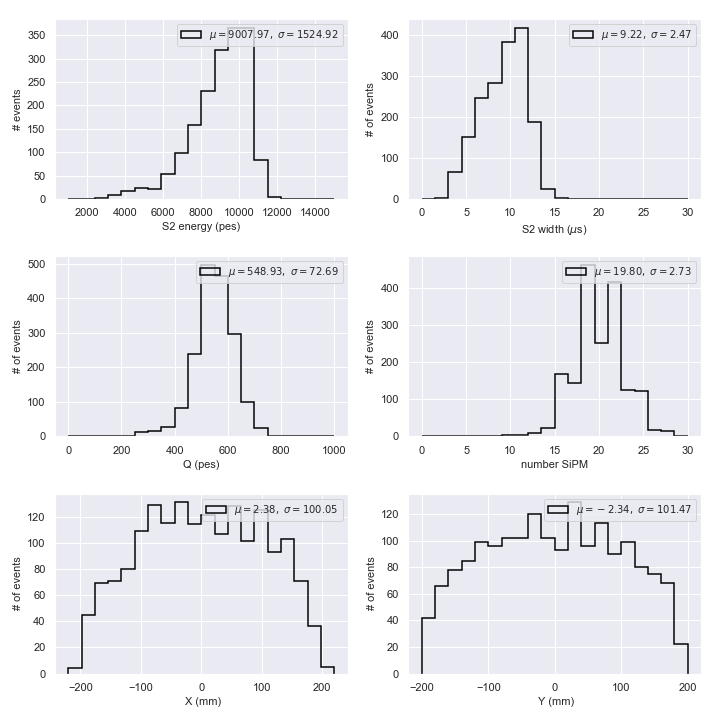 μ = 9007.97, σ = 1524.92
350
300
250
200
150
100
50
0
# events
2000 4000 6000 8000 10000 12000 14000
S2 energy (pes)
μ = 9.22, σ = 2.47
400
300
200
100
0
# of events
0 5 10 15 20 25 30
S2 width (μs)
μ = 548.93, σ = 72.69
500
400
300
200
100
0
# of events
0 200 400 600 800 1000
Q (pes)
μ = 19.80, σ = 2.73
400
300
200
100
0
# of events
0 5 10 15 20 25 30
number SiPM
μ = 2.38, σ = 100.05
120
100
80
60
40
20
0
# of events
−200 −100 0 100 200
X (mm)
μ = −2.34, σ = 101.47
120
100
80
60
40
20
0
# of events
−200 −100 0 100 200
Y (mm)